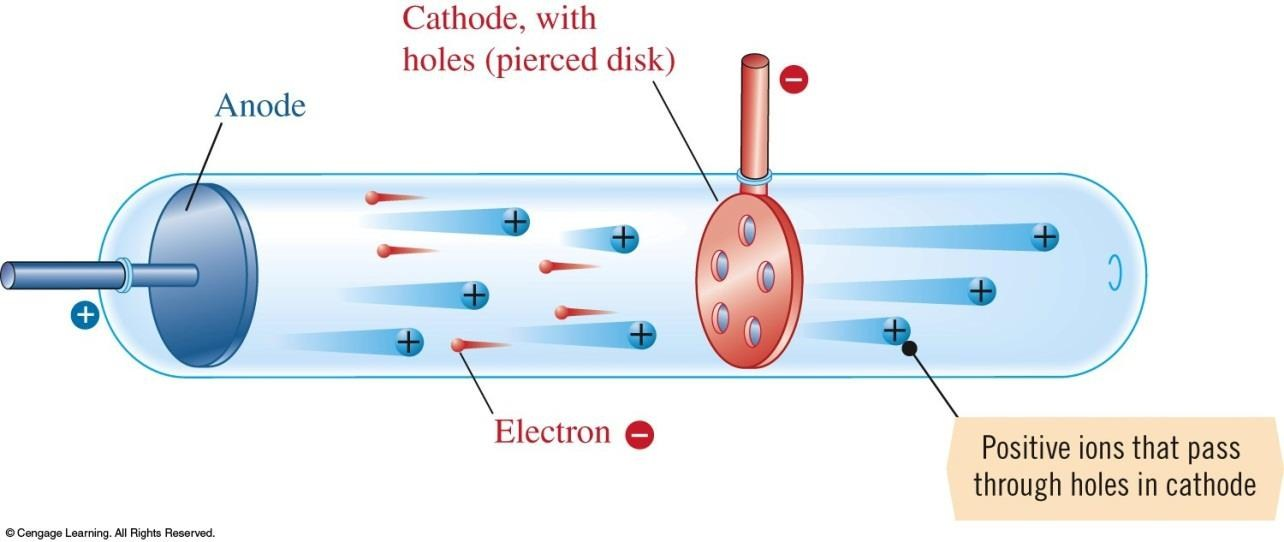 Cathode, with
holes (pierced disk)
−
Anode
+
+
+
+
+
+
+
+
+
Electron −
Positive ions that pass
through holes in cathode
© Cengage Learning. All Rights Reserved.